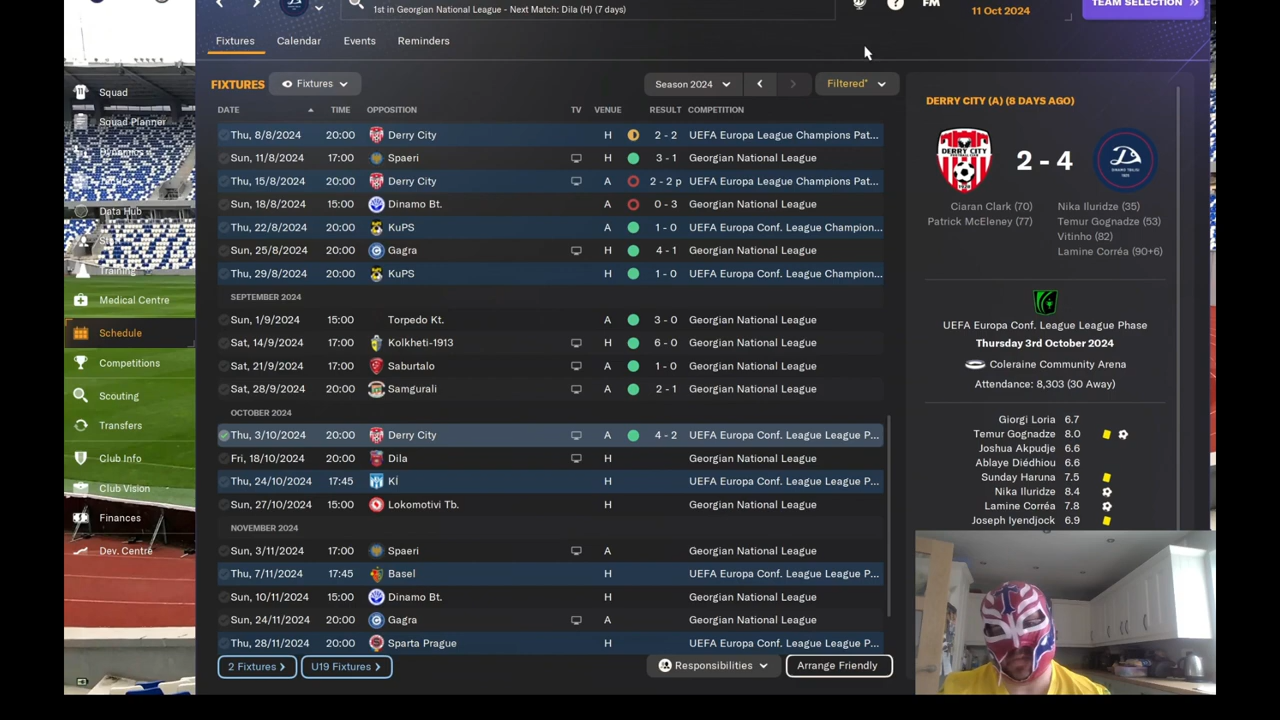 1st in Georgian National League - Next Match: Dila (H) (7 days)
FM
11 Oct 2024
TEAM SELECTION
Fixtures Calendar Events Reminders
FIXTURES Fixtures Season 2024 Filtered*
DATE TIME OPPOSITION TV VENUE RESULT COMPETITION
Thu, 8/8/2024 20:00 Derry City H 2 - 2 UEFA Europa League Champions Pat...
Sun, 11/8/2024 17:00 Spaeri H 3 - 1 Georgian National League
Thu, 15/8/2024 20:00 Derry City A 2 - 2 p UEFA Europa League Champions Pat...
Sun, 18/8/2024 15:00 Dinamo Bt. A 0 - 3 Georgian National League
Thu, 22/8/2024 20:00 KuPS A 1 - 0 UEFA Europa Conf. League Champion...
Sun, 25/8/2024 20:00 Gagra H 4 - 1 Georgian National League
Thu, 29/8/2024 20:00 KuPS H 1 - 0 UEFA Europa Conf. League Champion...
SEPTEMBER 2024
Sun, 1/9/2024 15:00 Torpedo Kt. A 3 - 0 Georgian National League
Sat, 14/9/2024 17:00 Kolkheti-1913 H 6 - 0 Georgian National League
Sat, 21/9/2024 17:00 Saburtalo H 1 - 0 Georgian National League
Sat, 28/9/2024 20:00 Samgurali A 2 - 1 Georgian National League
OCTOBER 2024
Thu, 3/10/2024 20:00 Derry City A 4 - 2 UEFA Europa Conf. League League P...
Fri, 18/10/2024 20:00 Dila H Georgian National League
Thu, 24/10/2024 17:45 KÍ H UEFA Europa Conf. League League P...
Sun, 27/10/2024 15:00 Lokomotivi Tb. H Georgian National League
NOVEMBER 2024
Sun, 3/11/2024 17:00 Spaeri A Georgian National League
Thu, 7/11/2024 17:45 Basel H UEFA Europa Conf. League League P...
Sun, 10/11/2024 15:00 Dinamo Bt. H Georgian National League
Sun, 24/11/2024 20:00 Gagra A Georgian National League
Thu, 28/11/2024 20:00 Sparta Prague H UEFA Europa Conf. League League P...
2 Fixtures U19 Fixtures Responsibilities Arrange Friendly
Squad
Squad Planner
Dynamics
Data Hub
Training
Medical Centre
Schedule
Competitions
Scouting
Transfers
Club Info
Club Vision
Finances
Dev. Centre
DERRY CITY (A) (8 DAYS AGO)
2 - 4
Ciaran Clark (70)
Patrick McEleney (77)
Nika Iluridze (35)
Temur Gognadze (53)
Vitinho (82)
Lamine Corréa (90+6)
UEFA Europa Conf. League League Phase
Thursday 3rd October 2024
Coleraine Community Arena
Attendance: 8,303 (30 Away)
Giorgi Loria 6.7
Temur Gognadze 8.0
Joshua Akpudje 6.6
Ablaye Diédhiou 6.6
Sunday Haruna 7.5
Nika Iluridze 8.4
Lamine Corréa 7.8
Joseph Iyendjock 6.9